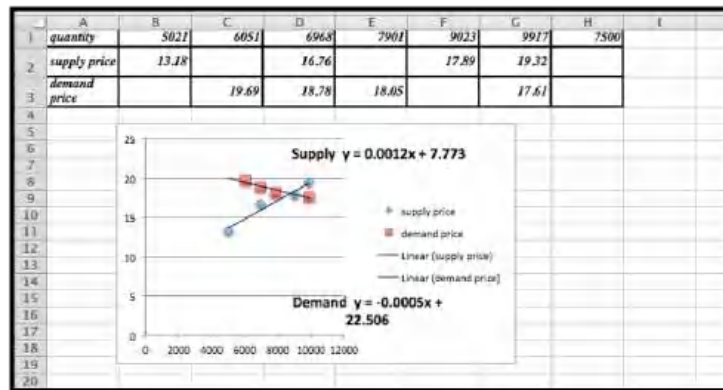 A B C D E F G H I
1 quantity 5021 6051 6968 7901 9023 9917 7500
2 supply price 13.18 16.76 17.89 19.32
demand
3 price 19.69 18.78 18.05 17.61
4
5
6
7
8
9
10
11
12
13
14
15
16
17
18
19
20
25
Supply y = 0.0012x + 7.773
20
15
supply price
demand price
10
Linear (supply price)
Linear (demand price)
5
Demand y = -0.0005x +
22.506
0
0 2000 4000 6000 8000 10000 12000